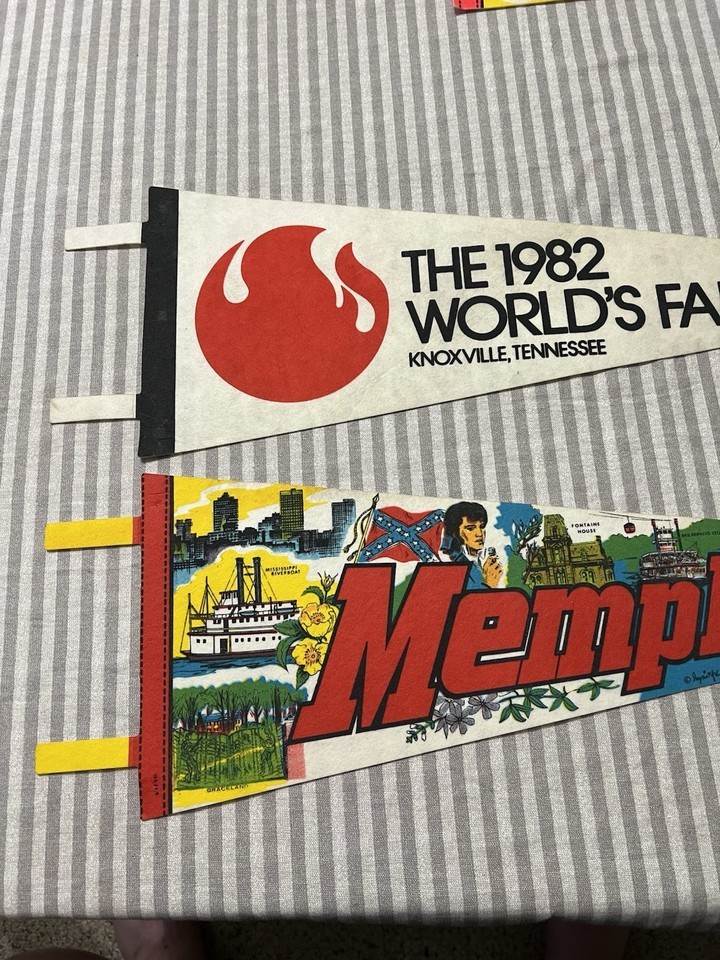 THE 1982
WORLD'S FA
KNOXVILLE, TENNESSEE
MISSISSIPPI
RIVERBOAT
FONTAINE
HOUSE
Memp
GRACELAND